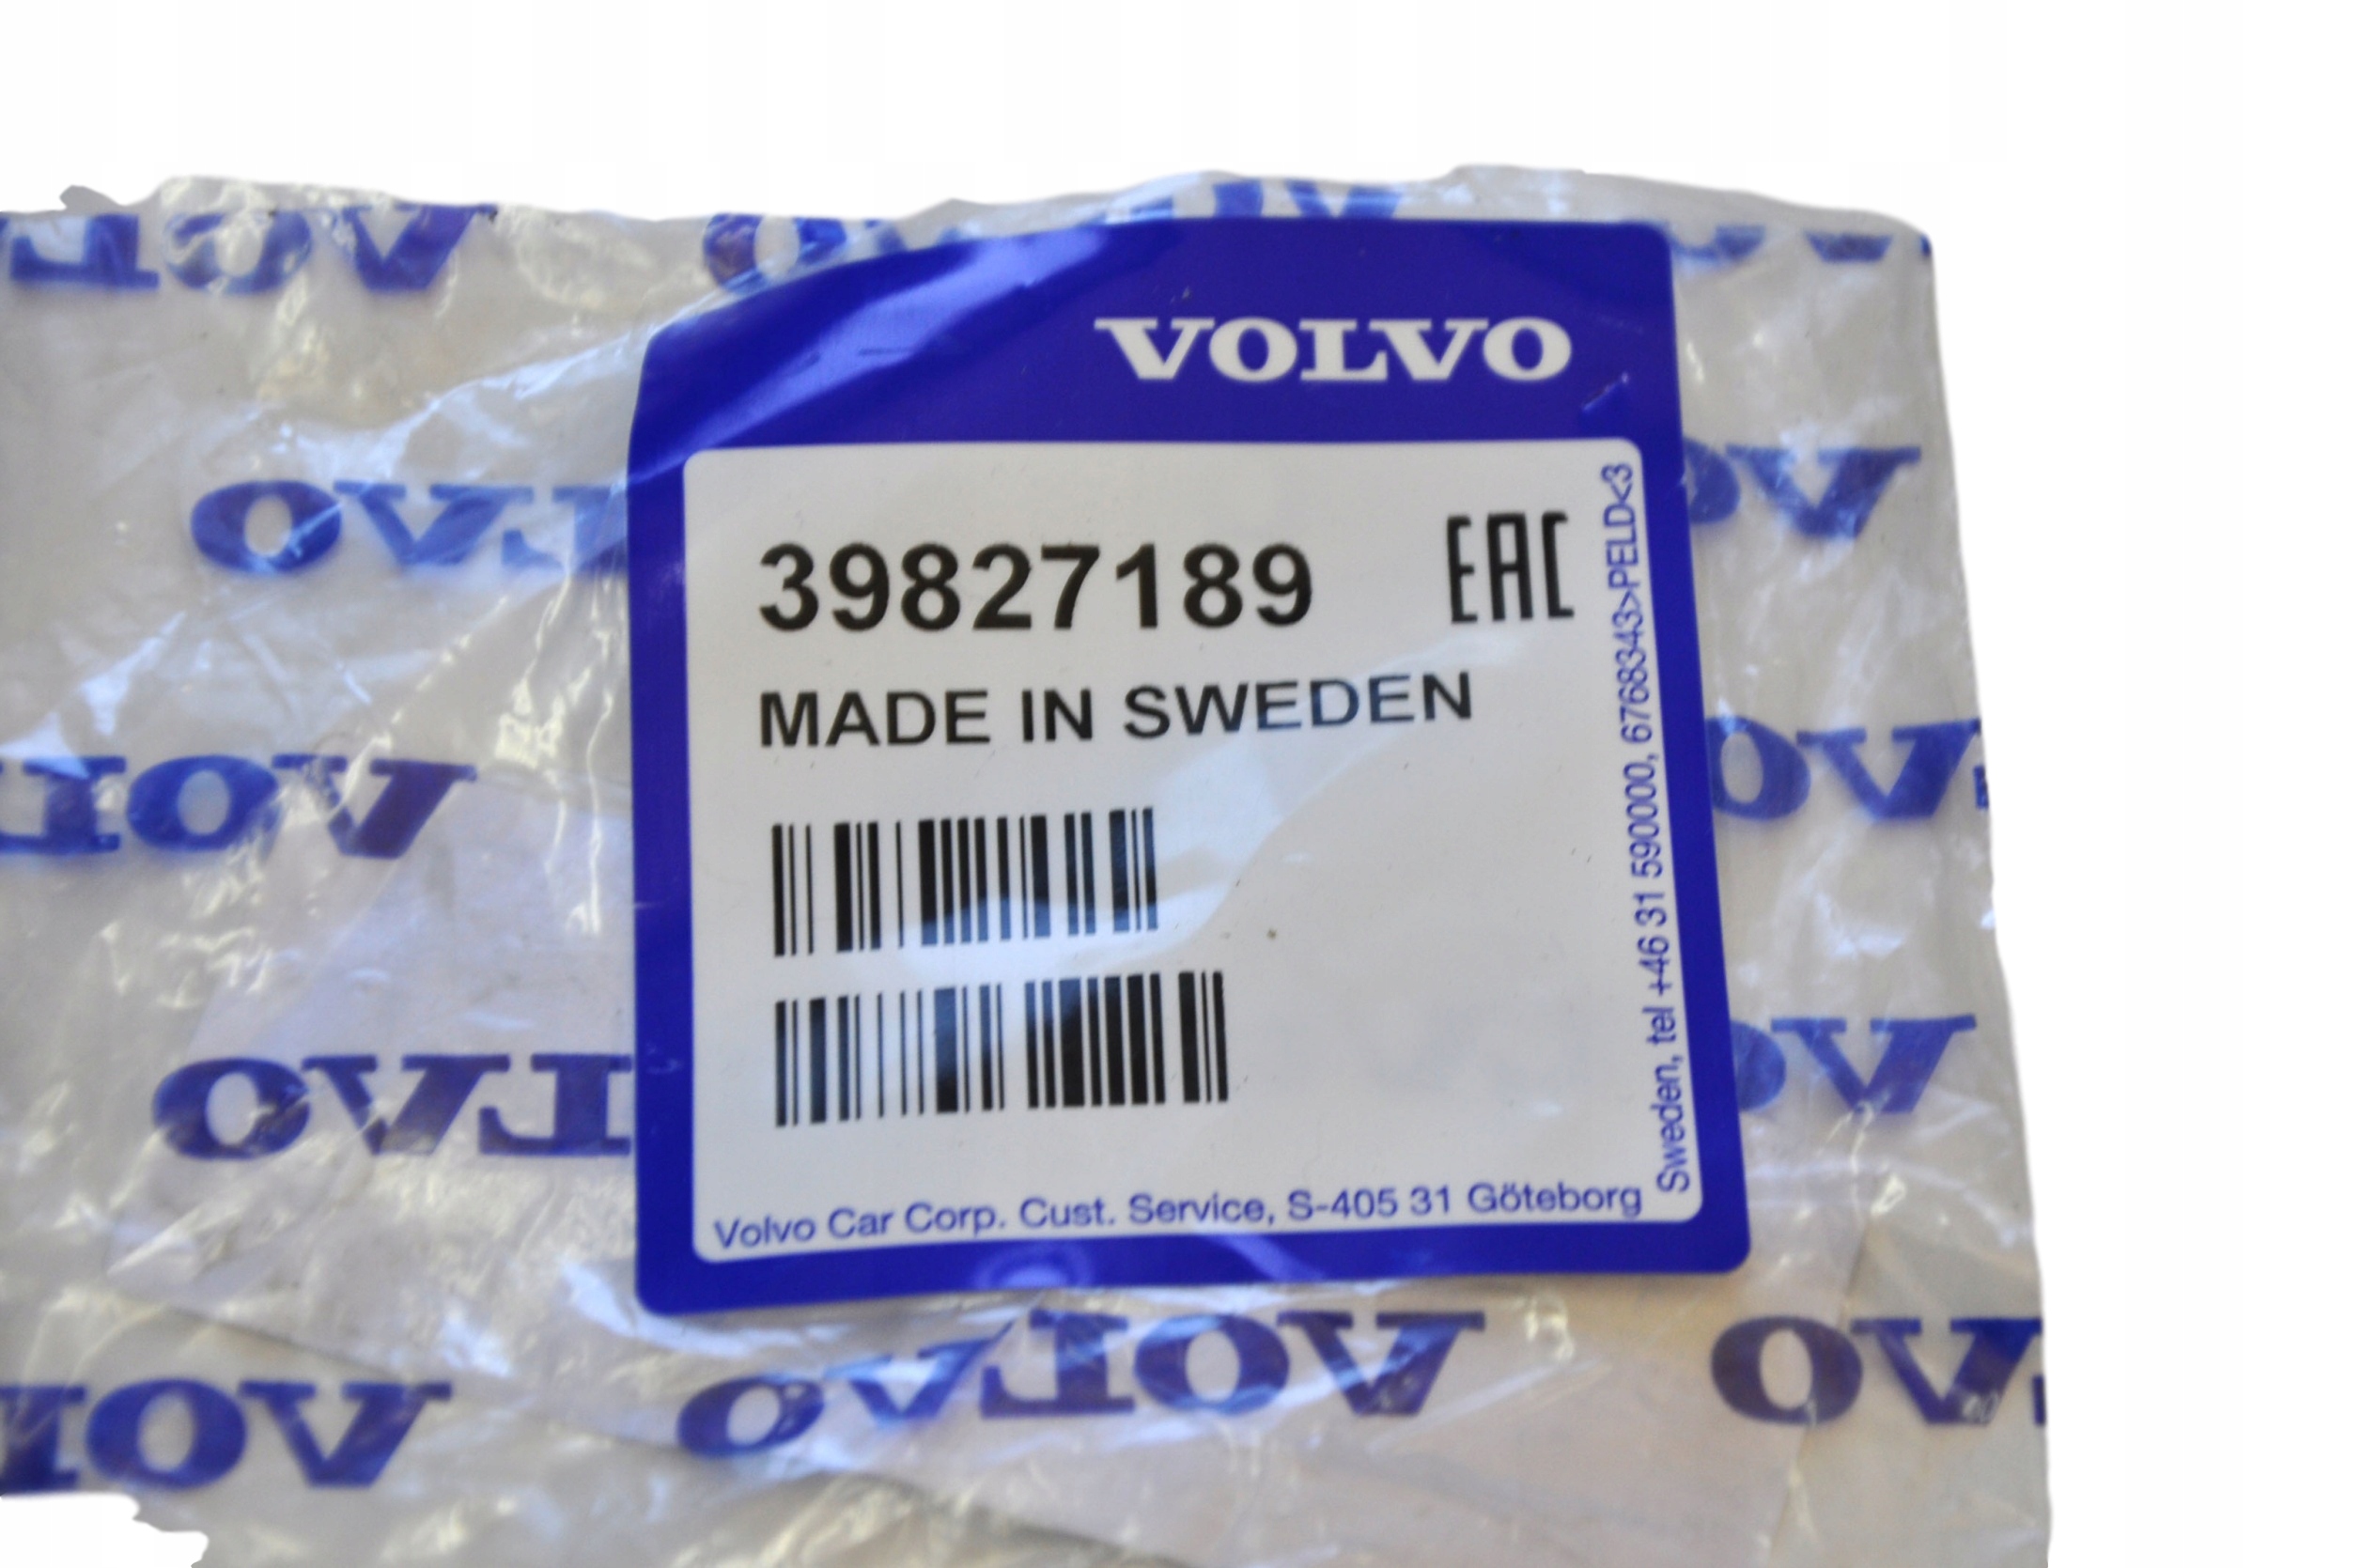 VOLVO
39827189
EAC
MADE IN SWEDEN
Volvo Car Corp. Cust. Service, S-405 31 Göteborg
Sweden, tel +46 31 590000, 6768343>PELD<3
VOLVO